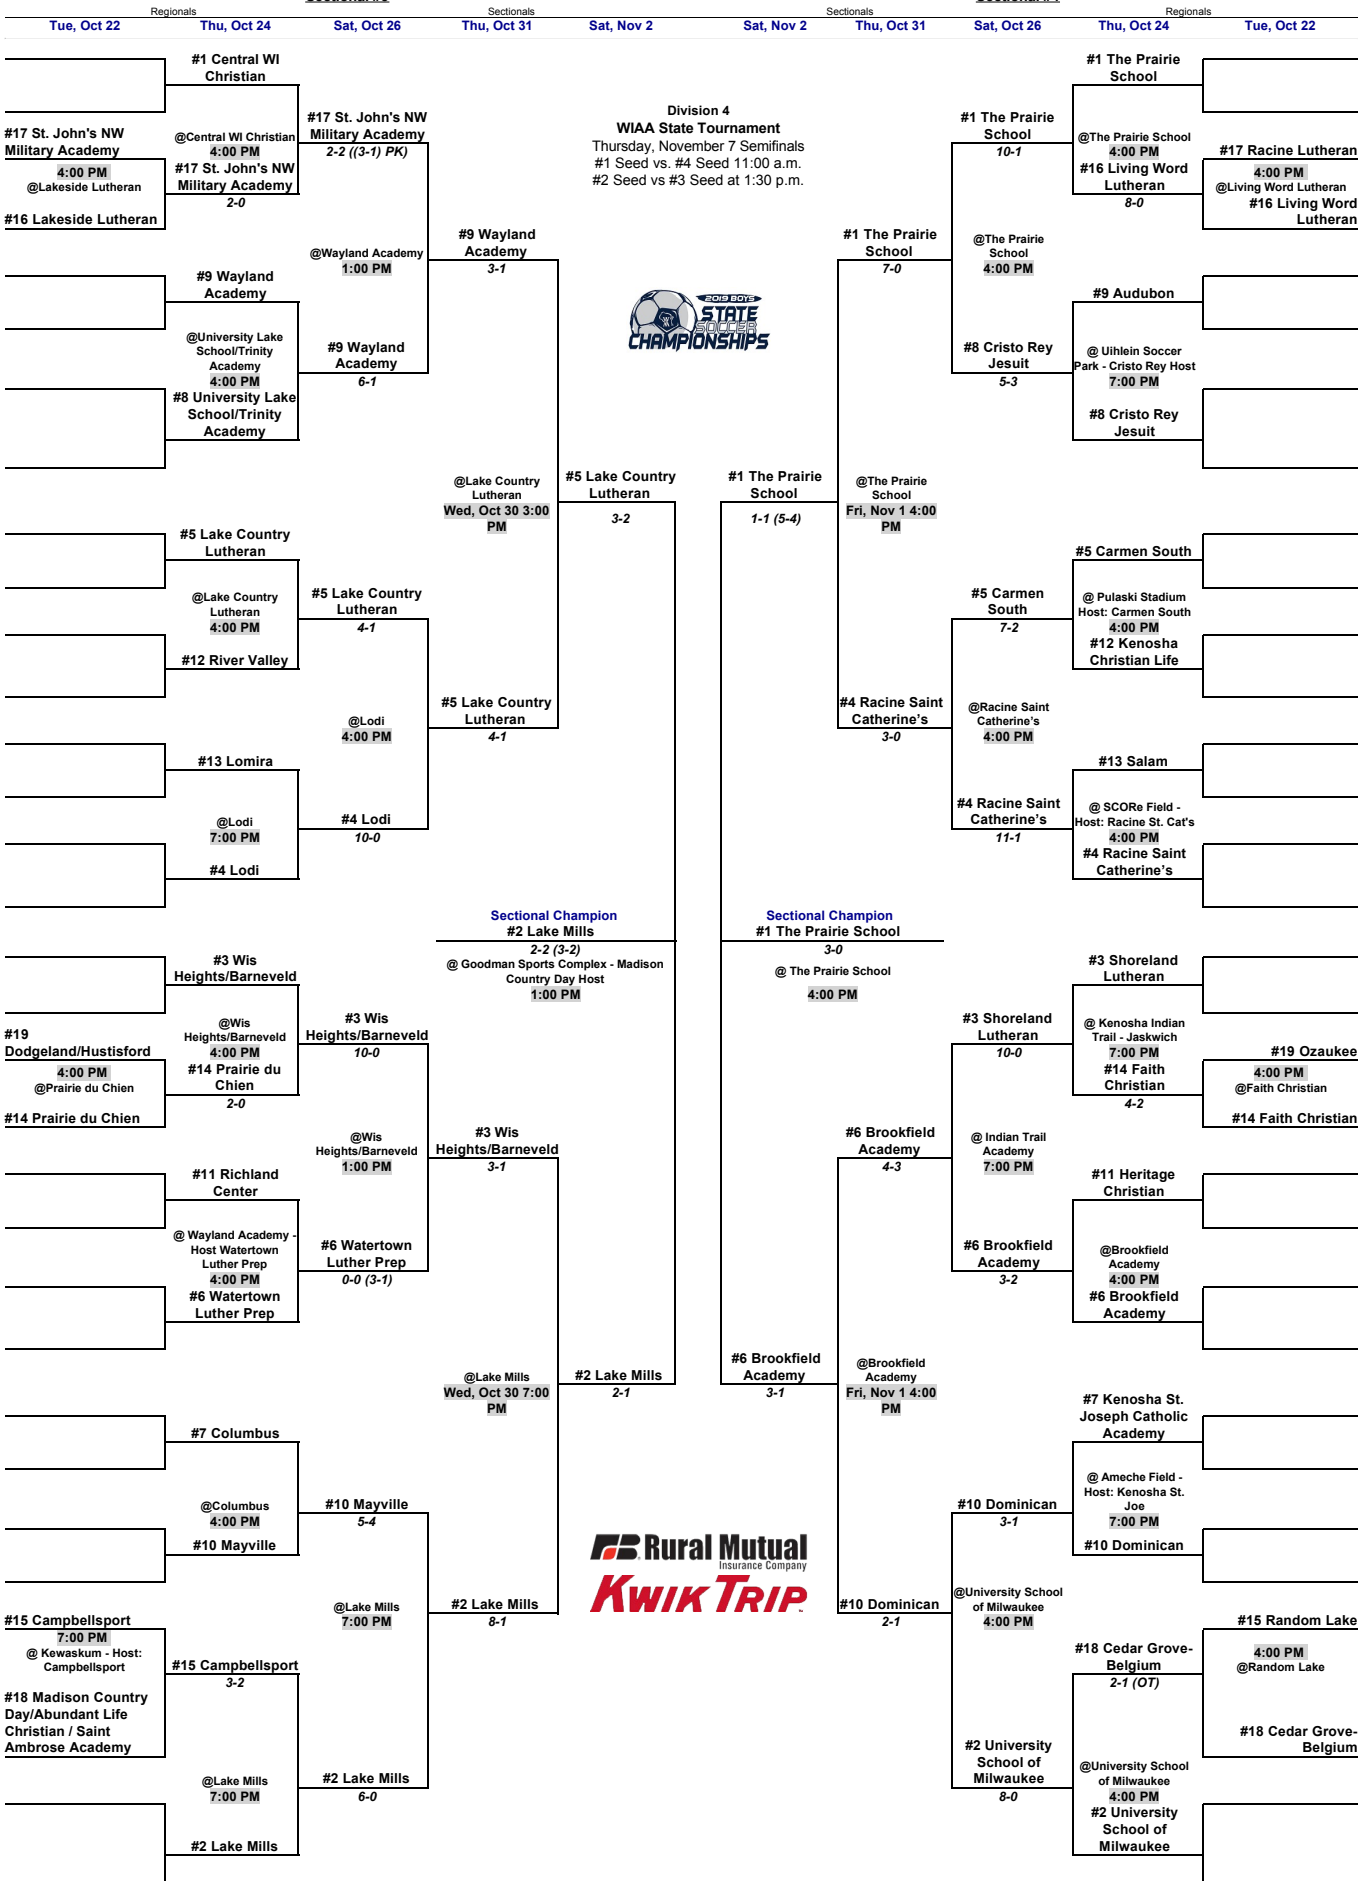 Regionals
Sectionals
Sectionals
Regionals
Tue, Oct 22
Thu, Oct 24
Sat, Oct 26
Thu, Oct 31
Sat, Nov 2
Sat, Nov 2
Thu, Oct 31
Sat, Oct 26
Thu, Oct 24
Tue, Oct 22
#17 St. John's NW
Military Academy
4:00 PM
@Lakeside Lutheran
#16 Lakeside Lutheran
#19
Dodgeland/Hustisford
4:00 PM
@Prairie du Chien
#14 Prairie du Chien
#15 Campbellsport
7:00 PM
@ Kewaskum - Host:
Campbellsport
#18 Madison Country
Day/Abundant Life
Christian / Saint
Ambrose Academy
#1 Central WI
Christian
@Central WI Christian
4:00 PM
#17 St. John's NW
Military Academy
2-0
#9 Wayland
Academy
@University Lake
School/Trinity
Academy
4:00 PM
#8 University Lake
School/Trinity
Academy
#5 Lake Country
Lutheran
@Lake Country
Lutheran
4:00 PM
#12 River Valley
#13 Lomira
@Lodi
7:00 PM
#4 Lodi
#3 Wis
Heights/Barneveld
@Wis
Heights/Barneveld
4:00 PM
#14 Prairie du
Chien
2-0
#11 Richland
Center
@ Wayland Academy -
Host Watertown
Luther Prep
4:00 PM
#6 Watertown
Luther Prep
#7 Columbus
@Columbus
4:00 PM
#10 Mayville
#15 Campbellsport
3-2
@Lake Mills
7:00 PM
#2 Lake Mills
#17 St. John's NW
Military Academy
2-2 ((3-1) PK)
@Wayland Academy
1:00 PM
#9 Wayland
Academy
6-1
#5 Lake Country
Lutheran
4-1
@Lodi
4:00 PM
#4 Lodi
10-0
#3 Wis
Heights/Barneveld
10-0
@Wis
Heights/Barneveld
1:00 PM
#6 Watertown
Luther Prep
0-0 (3-1)
#10 Mayville
5-4
@Lake Mills
7:00 PM
#2 Lake Mills
6-0
#9 Wayland
Academy
3-1
@Lake Country
Lutheran
Wed, Oct 30 3:00
PM
#5 Lake Country
Lutheran
4-1
#3 Wis
Heights/Barneveld
3-1
@Lake Mills
Wed, Oct 30 7:00
PM
#2 Lake Mills
8-1
#5 Lake Country
Lutheran
3-2
Sectional Champion
#2 Lake Mills
2-2 (3-2)
@ Goodman Sports Complex - Madison
Country Day Host
1:00 PM
#2 Lake Mills
2-1
Division 4
WIAA State Tournament
Thursday, November 7 Semifinals
#1 Seed vs. #4 Seed 11:00 a.m.
#2 Seed vs #3 Seed at 1:30 p.m.
2019 BOYS
STATE
SOCCER
CHAMPIONSHIPS
Rural Mutual
Insurance Company
KWIK TRIP
#1 The Prairie
School
1-1 (5-4)
Sectional Champion
#1 The Prairie School
3-0
@ The Prairie School
4:00 PM
#6 Brookfield
Academy
3-1
#1 The Prairie
School
7-0
@The Prairie
School
Fri, Nov 1 4:00
PM
#4 Racine Saint
Catherine's
3-0
#6 Brookfield
Academy
4-3
@Brookfield
Academy
Fri, Nov 1 4:00
PM
#10 Dominican
2-1
#1 The Prairie
School
10-1
@The Prairie
School
4:00 PM
#8 Cristo Rey
Jesuit
5-3
#5 Carmen
South
7-2
@Racine Saint
Catherine's
4:00 PM
#4 Racine Saint
Catherine's
11-1
#3 Shoreland
Lutheran
10-0
@ Indian Trail
Academy
7:00 PM
#6 Brookfield
Academy
3-2
#10 Dominican
3-1
@University School
of Milwaukee
4:00 PM
#2 University
School of
Milwaukee
8-0
#1 The Prairie
School
@The Prairie School
4:00 PM
#16 Living Word
Lutheran
8-0
#9 Audubon
@ Uihlein Soccer
Park - Cristo Rey Host
7:00 PM
#8 Cristo Rey
Jesuit
#5 Carmen South
@ Pulaski Stadium
Host: Carmen South
4:00 PM
#12 Kenosha
Christian Life
#13 Salam
@ SCORe Field -
Host: Racine St. Cat's
4:00 PM
#4 Racine Saint
Catherine's
#3 Shoreland
Lutheran
@ Kenosha Indian
Trail - Jaskwich
7:00 PM
#14 Faith
Christian
4-2
#11 Heritage
Christian
@Brookfield
Academy
4:00 PM
#6 Brookfield
Academy
#7 Kenosha St.
Joseph Catholic
Academy
@ Ameche Field -
Host: Kenosha St.
Joe
7:00 PM
#10 Dominican
#18 Cedar Grove-
Belgium
2-1 (OT)
@University School
of Milwaukee
4:00 PM
#2 University
School of
Milwaukee
#17 Racine Lutheran
4:00 PM
@Living Word Lutheran
#16 Living Word
Lutheran
#19 Ozaukee
4:00 PM
@Faith Christian
#14 Faith Christian
#15 Random Lake
4:00 PM
@Random Lake
#18 Cedar Grove-
Belgium